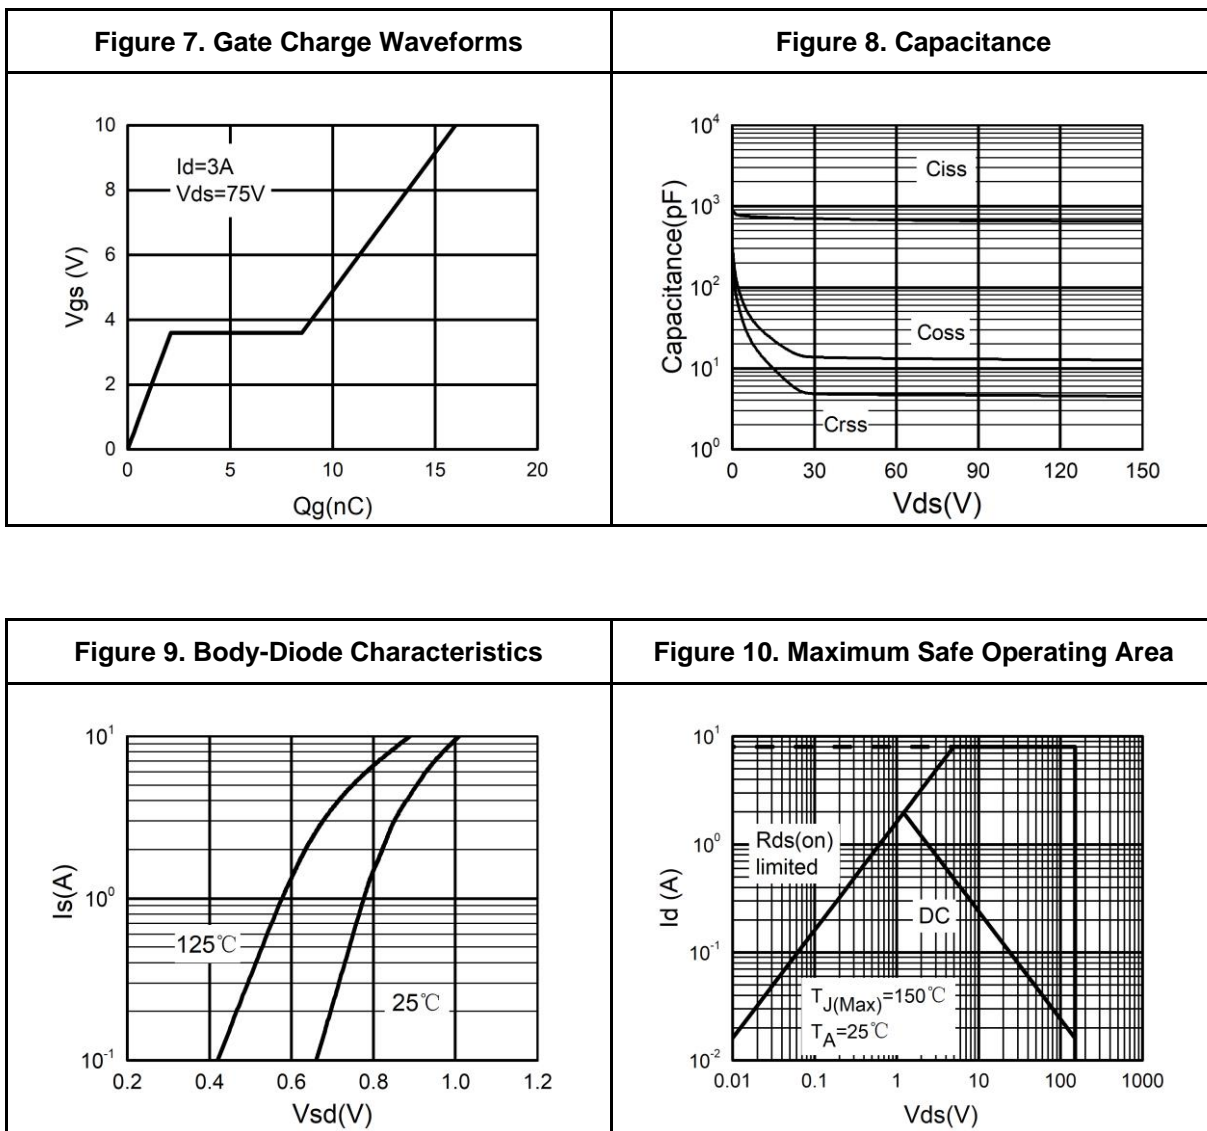 Figure 7. Gate Charge Waveforms
Figure 8. Capacitance
10
8
6
4
2
0
Vgs (V)
Id=3A
Vds=75V
0 5 10 15 20
Qg(nC)
10⁴
10³
10²
10¹
10⁰
Capacitance(pF)
Ciss
Coss
Crss
0 30 60 90 120 150
Vds(V)
Figure 9. Body-Diode Characteristics
Figure 10. Maximum Safe Operating Area
10¹
10⁰
10⁻¹
Is(A)
125℃
25℃
0.2 0.4 0.6 0.8 1.0 1.2
Vsd(V)
10¹
10⁰
10⁻¹
10⁻²
Id (A)
Rds(on)
limited
DC
TJ(Max)=150℃
TA=25℃
0.01 0.1 1 10 100 1000
Vds(V)